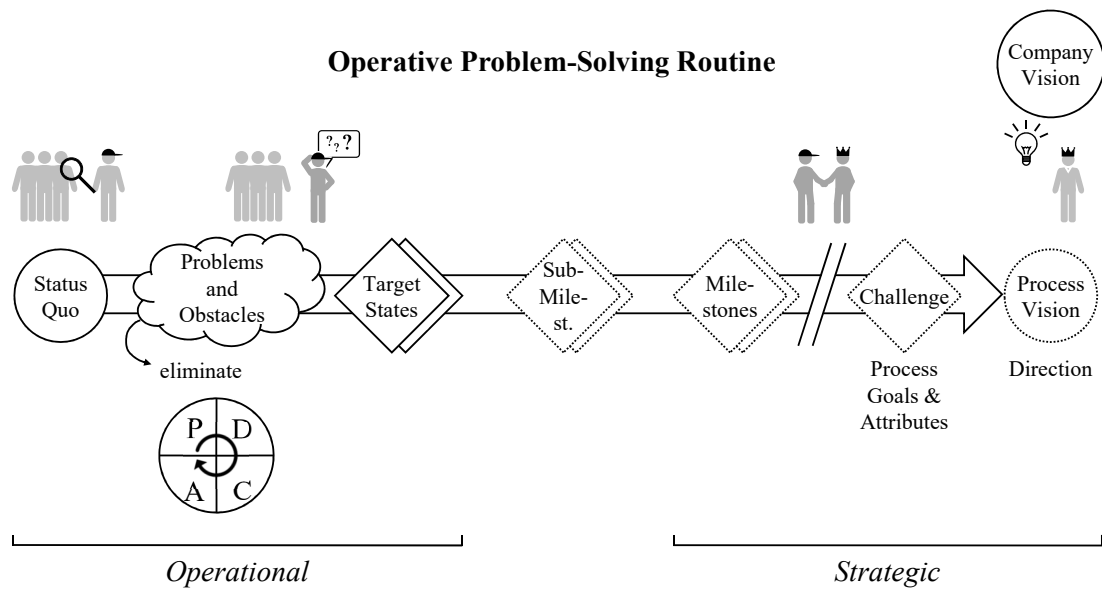 Operative Problem-Solving Routine
Company
Vision
???
Status
Quo
Problems
and
Obstacles
Target
States
Sub-
Mile-
st.
Mile-
stones
Challenge
Process
Vision
eliminate
Process
Goals &
Attributes
Direction
P D
A C
Operational
Strategic